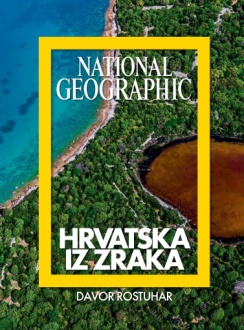 NATIONAL
GEOGRAPHIC
HRVATSKA
IZ ZRAKA
DAVOR ROSTUHAR